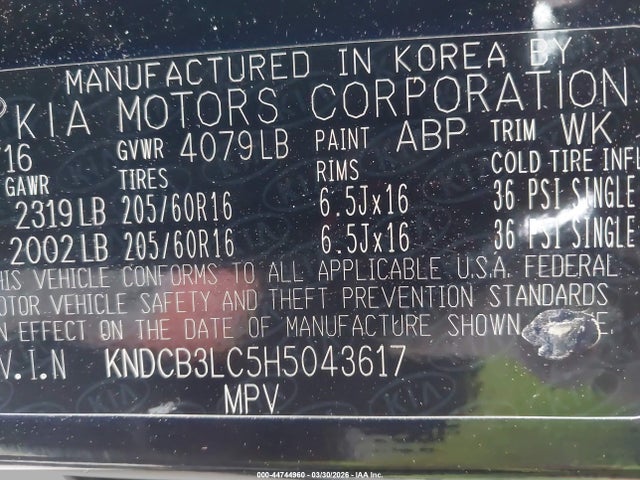 MANUFACTURED IN KOREA BY
KIA MOTORS CORPORATION
16 GVWR 4079LB PAINT ABP TRIM WK
GAWR TIRES RIMS COLD TIRE INFL
2319LB 205/60R16 6.5Jx16 36 PSI SINGLE
2002LB 205/60R16 6.5Jx16 36 PSI SINGLE
HIS VEHICLE CONFORMS TO ALL APPLICABLE U.S.A. FEDERAL
OTOR VEHICLE SAFETY AND THEFT PREVENTION STANDARDS
N EFFECT ON THE DATE OF MANUFACTURE SHOWN
V.I.N KNDCB3LC5H5043617
MPV
000-44744960 - 03/30/2026 - IAA Inc.